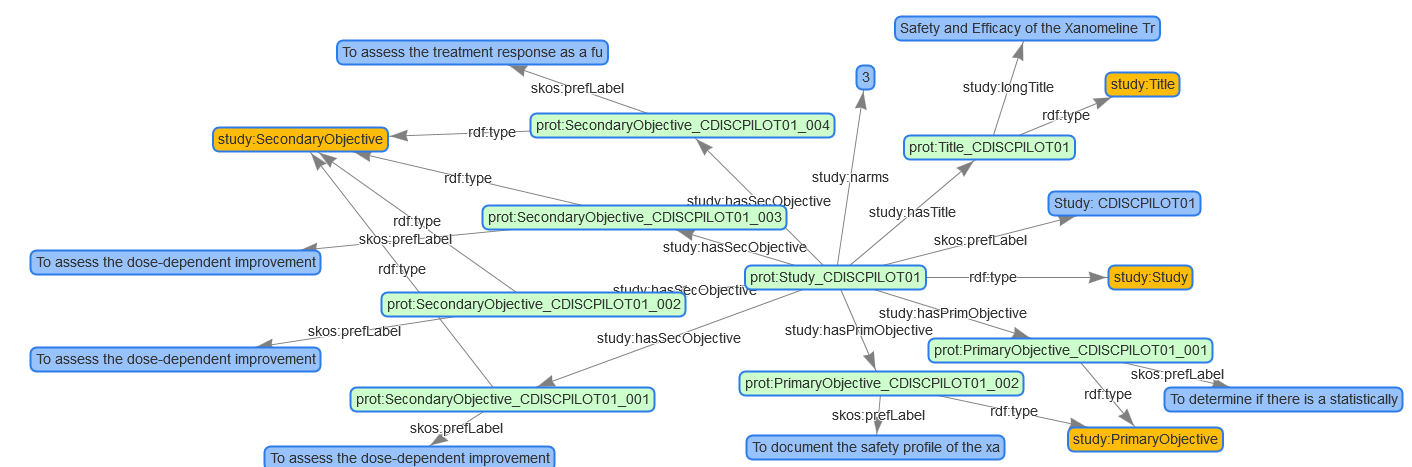 Safety and Efficacy of the Xanomeline Tr
To assess the treatment response as a fu
3
study:Title
skos:prefLabel
study:longTitle
rdf:type
prot:SecondaryObjective_CDISCPILOT01_004
study:SecondaryObjective
rdf:type
prot:Title_CDISCPILOT01
rdf:type
study:narms
study:hasSecObjective
Study: CDISCPILOT01
prot:SecondaryObjective_CDISCPILOT01_003
study:hasTitle
rdf:type
skos:prefLabel
study:hasSecObjective
skos:prefLabel
To assess the dose-dependent improvement
rdf:type
prot:Study_CDISCPILOT01
rdf:type
study:Study
study:hasSecObjective
prot:SecondaryObjective_CDISCPILOT01_002
study:hasPrimObjective
skos:prefLabel
study:hasPrimObjective
study:hasSecObjective
prot:PrimaryObjective_CDISCPILOT01_001
To assess the dose-dependent improvement
skos:prefLabel
prot:PrimaryObjective_CDISCPILOT01_002
rdf:type
prot:SecondaryObjective_CDISCPILOT01_001
To determine if there is a statistically
skos:prefLabel
rdf:type
skos:prefLabel
study:PrimaryObjective
To document the safety profile of the xa
To assess the dose-dependent improvement